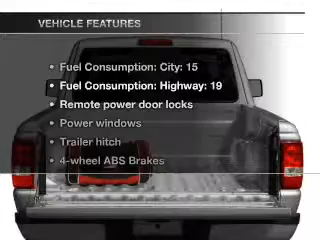 VEHICLE FEATURES
• Fuel Consumption: City: 15
• Fuel Consumption: Highway: 19
• Remote power door locks
• Power windows
• Trailer hitch
• 4-wheel ABS Brakes